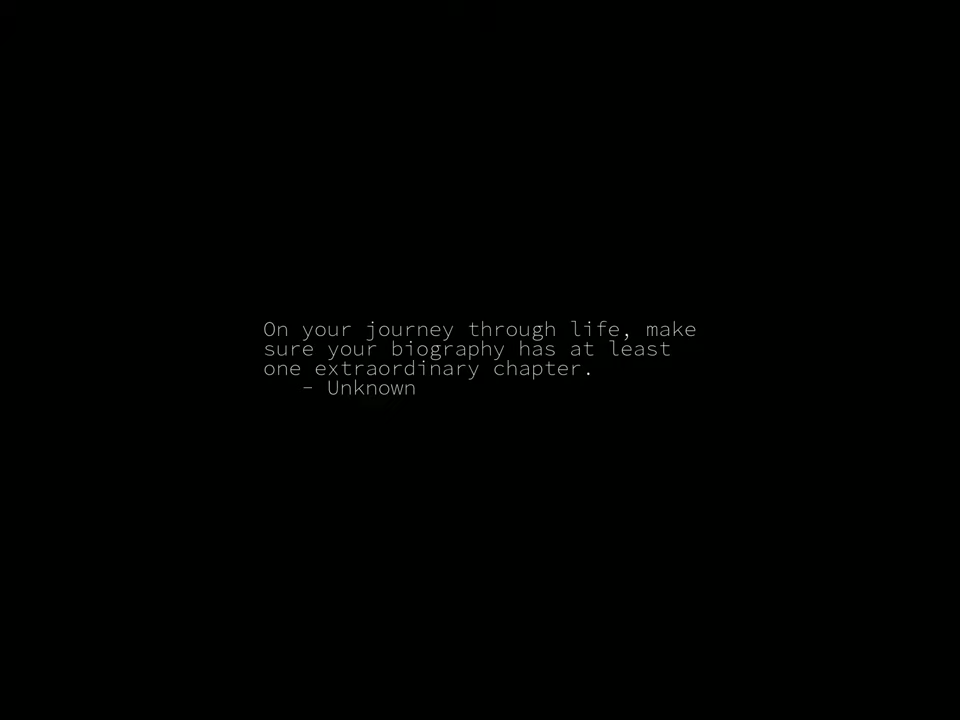 On your journey through life, make
sure your biography has at least
one extraordinary chapter.
– Unknown